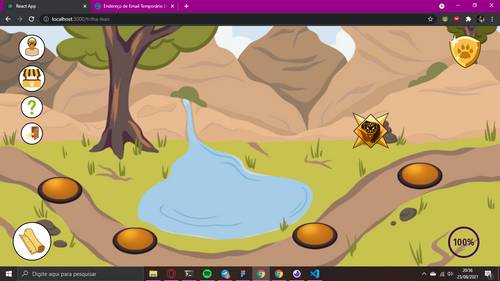 React App
Endereço de Email Temporário D
localhost:3000/trilha-leao
?
100%
Digite aqui para pesquisar
20:16
25/08/2021